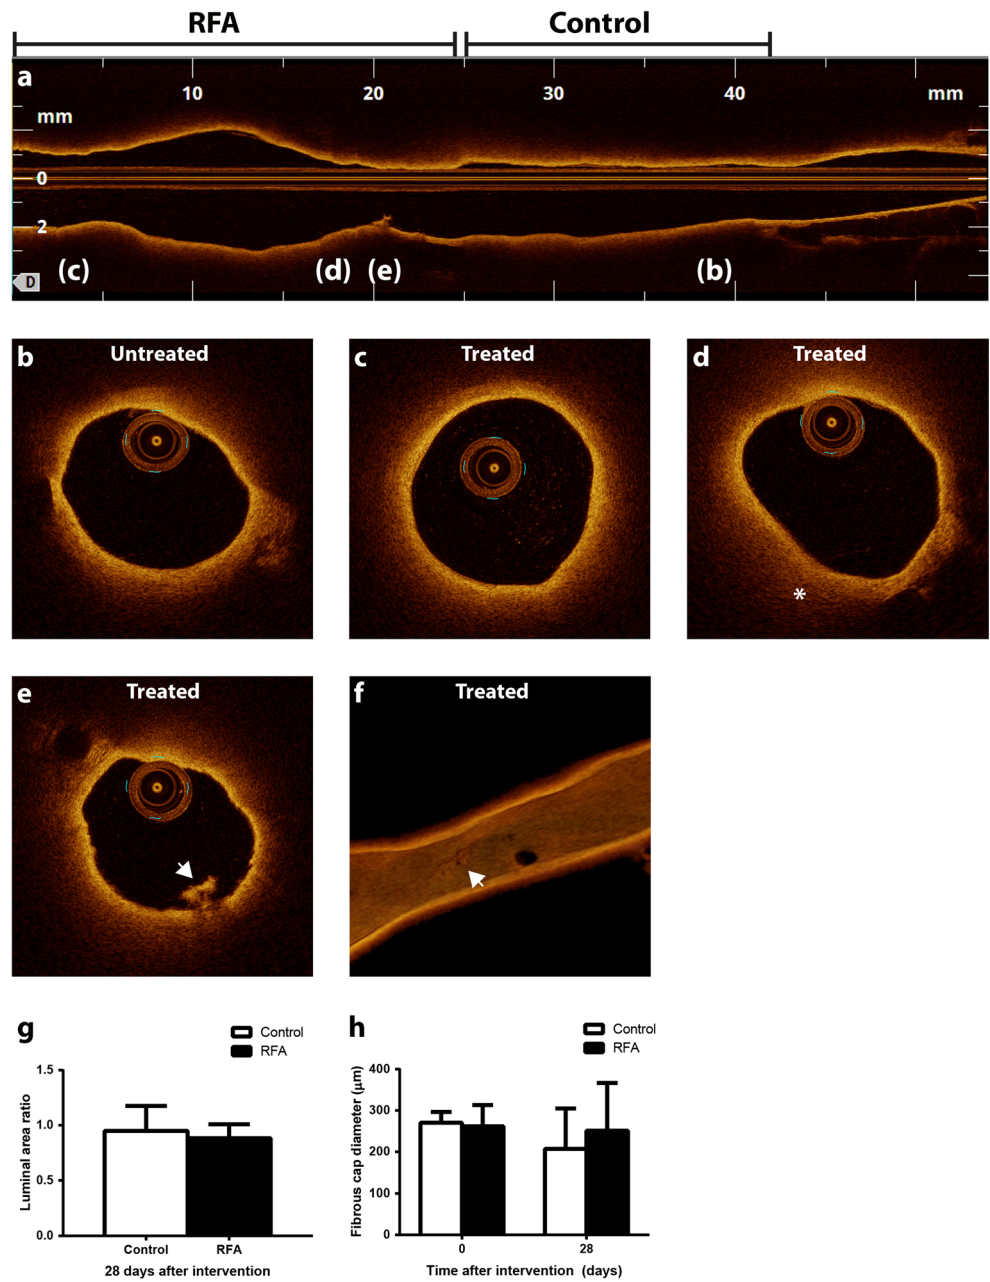 RFA Control
a
10 20 30 40 mm
mm
0
2
(c) (d) (e) (b)
D
b Untreated
c Treated
d Treated
*
e Treated
f Treated
g
Control
RFA
1.5
1.0
0.5
0.0
Luminal area ratio
Control RFA
28 days after intervention
h
Control
RFA
400
300
200
100
0
Fibrous cap diameter (μm)
0 28
Time after intervention (days)